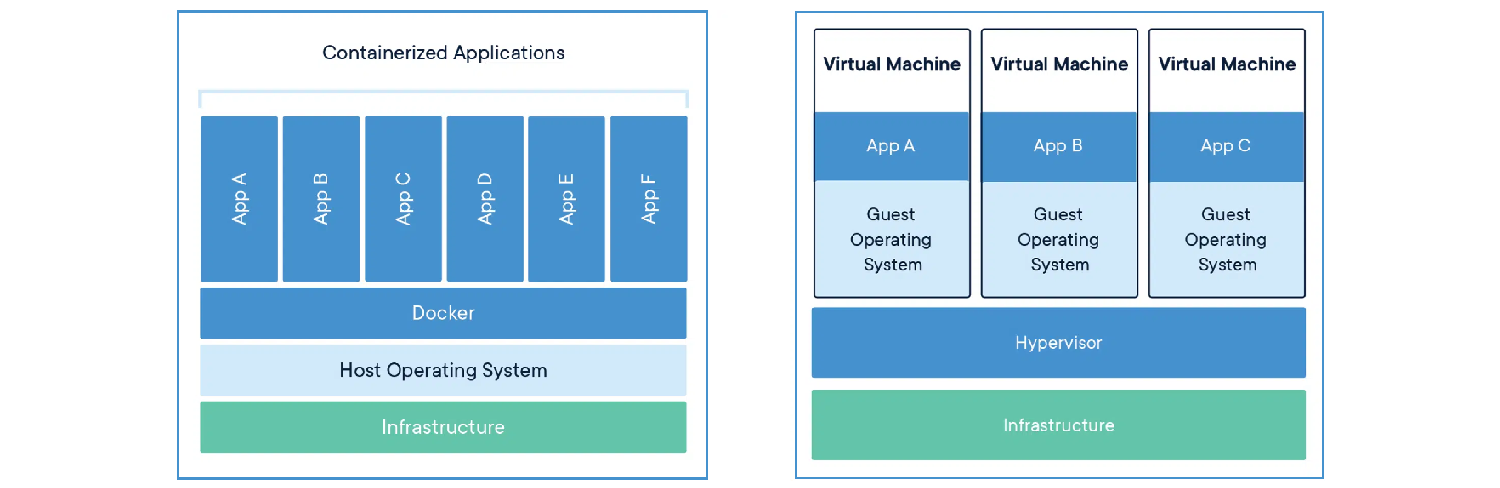 Containerized Applications
App A
App B
App C
App D
App E
App F
Docker
Host Operating System
Infrastructure
Virtual Machine
App A
Guest
Operating
System
Virtual Machine
App B
Guest
Operating
System
Virtual Machine
App C
Guest
Operating
System
Hypervisor
Infrastructure